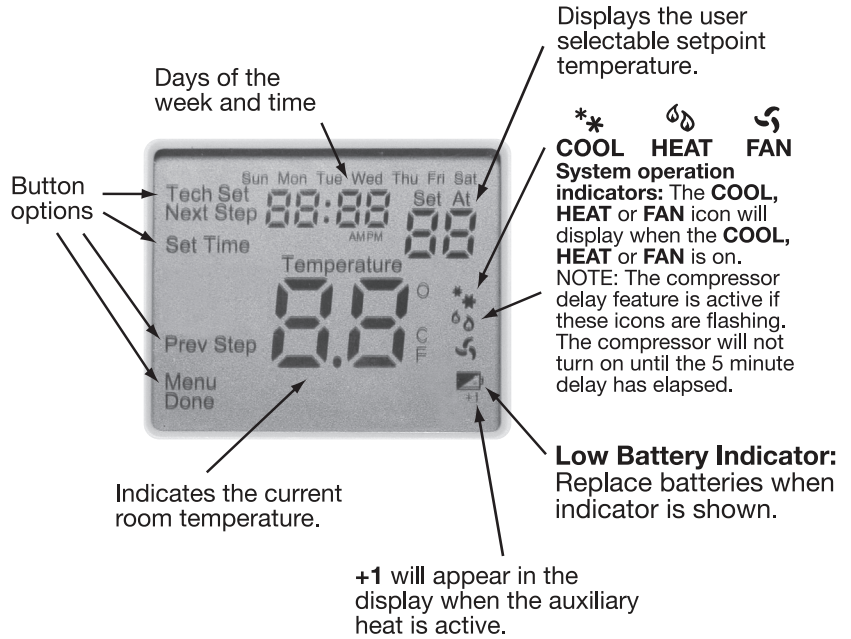 Displays the user
selectable setpoint
temperature.
Days of the
week and time
COOL HEAT FAN
System operation
indicators: The COOL,
HEAT or FAN icon will
display when the COOL,
HEAT or FAN is on.
NOTE: The compressor
delay feature is active if
these icons are flashing.
The compressor will not
turn on until the 5 minute
delay has elapsed.
Button
options
Sun Mon Tue Wed Thu Fri Sat
Tech Set
Next Step
88:88
AM PM
Set At
88
Set Time
Temperature
8.8
O
C
F
Prev Step
Menu
Done
+1
Low Battery Indicator:
Replace batteries when
indicator is shown.
Indicates the current
room temperature.
+1 will appear in the
display when the auxiliary
heat is active.